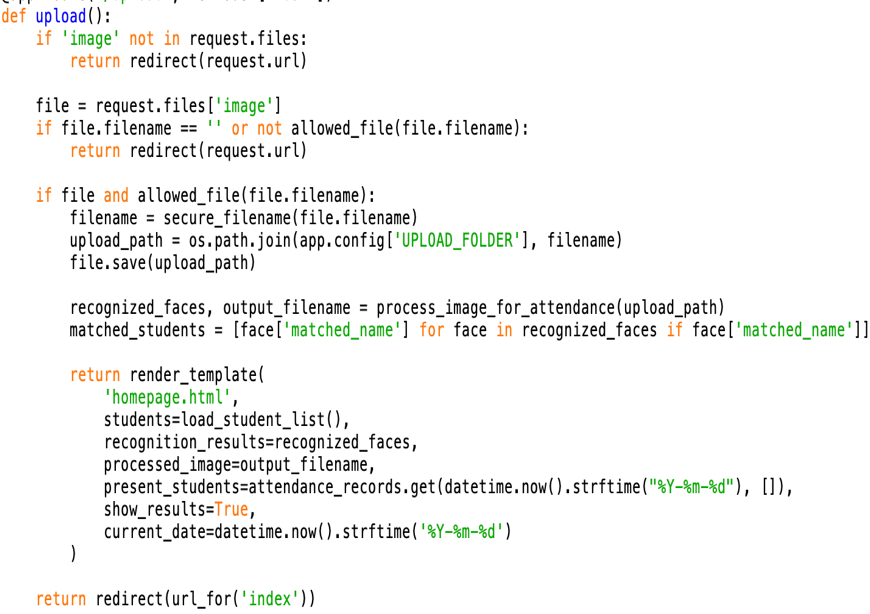 def upload():
    if 'image' not in request.files:
        return redirect(request.url)

    file = request.files['image']
    if file.filename == '' or not allowed_file(file.filename):
        return redirect(request.url)

    if file and allowed_file(file.filename):
        filename = secure_filename(file.filename)
        upload_path = os.path.join(app.config['UPLOAD_FOLDER'], filename)
        file.save(upload_path)

        recognized_faces, output_filename = process_image_for_attendance(upload_path)
        matched_students = [face['matched_name'] for face in recognized_faces if face['matched_name']]

        return render_template(
            'homepage.html',
            students=load_student_list(),
            recognition_results=recognized_faces,
            processed_image=output_filename,
            present_students=attendance_records.get(datetime.now().strftime("%Y-%m-%d"), []),
            show_results=True,
            current_date=datetime.now().strftime('%Y-%m-%d')
        )

    return redirect(url_for('index'))